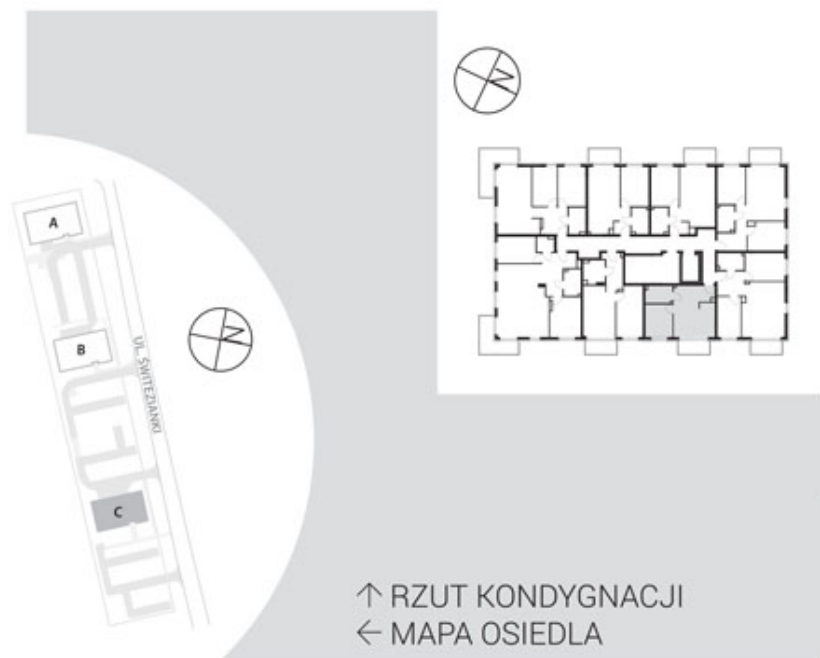 N
A
N
B
UL. ŚWITEZIANKI
C
↑ RZUT KONDYGNACJI
← MAPA OSIEDLA